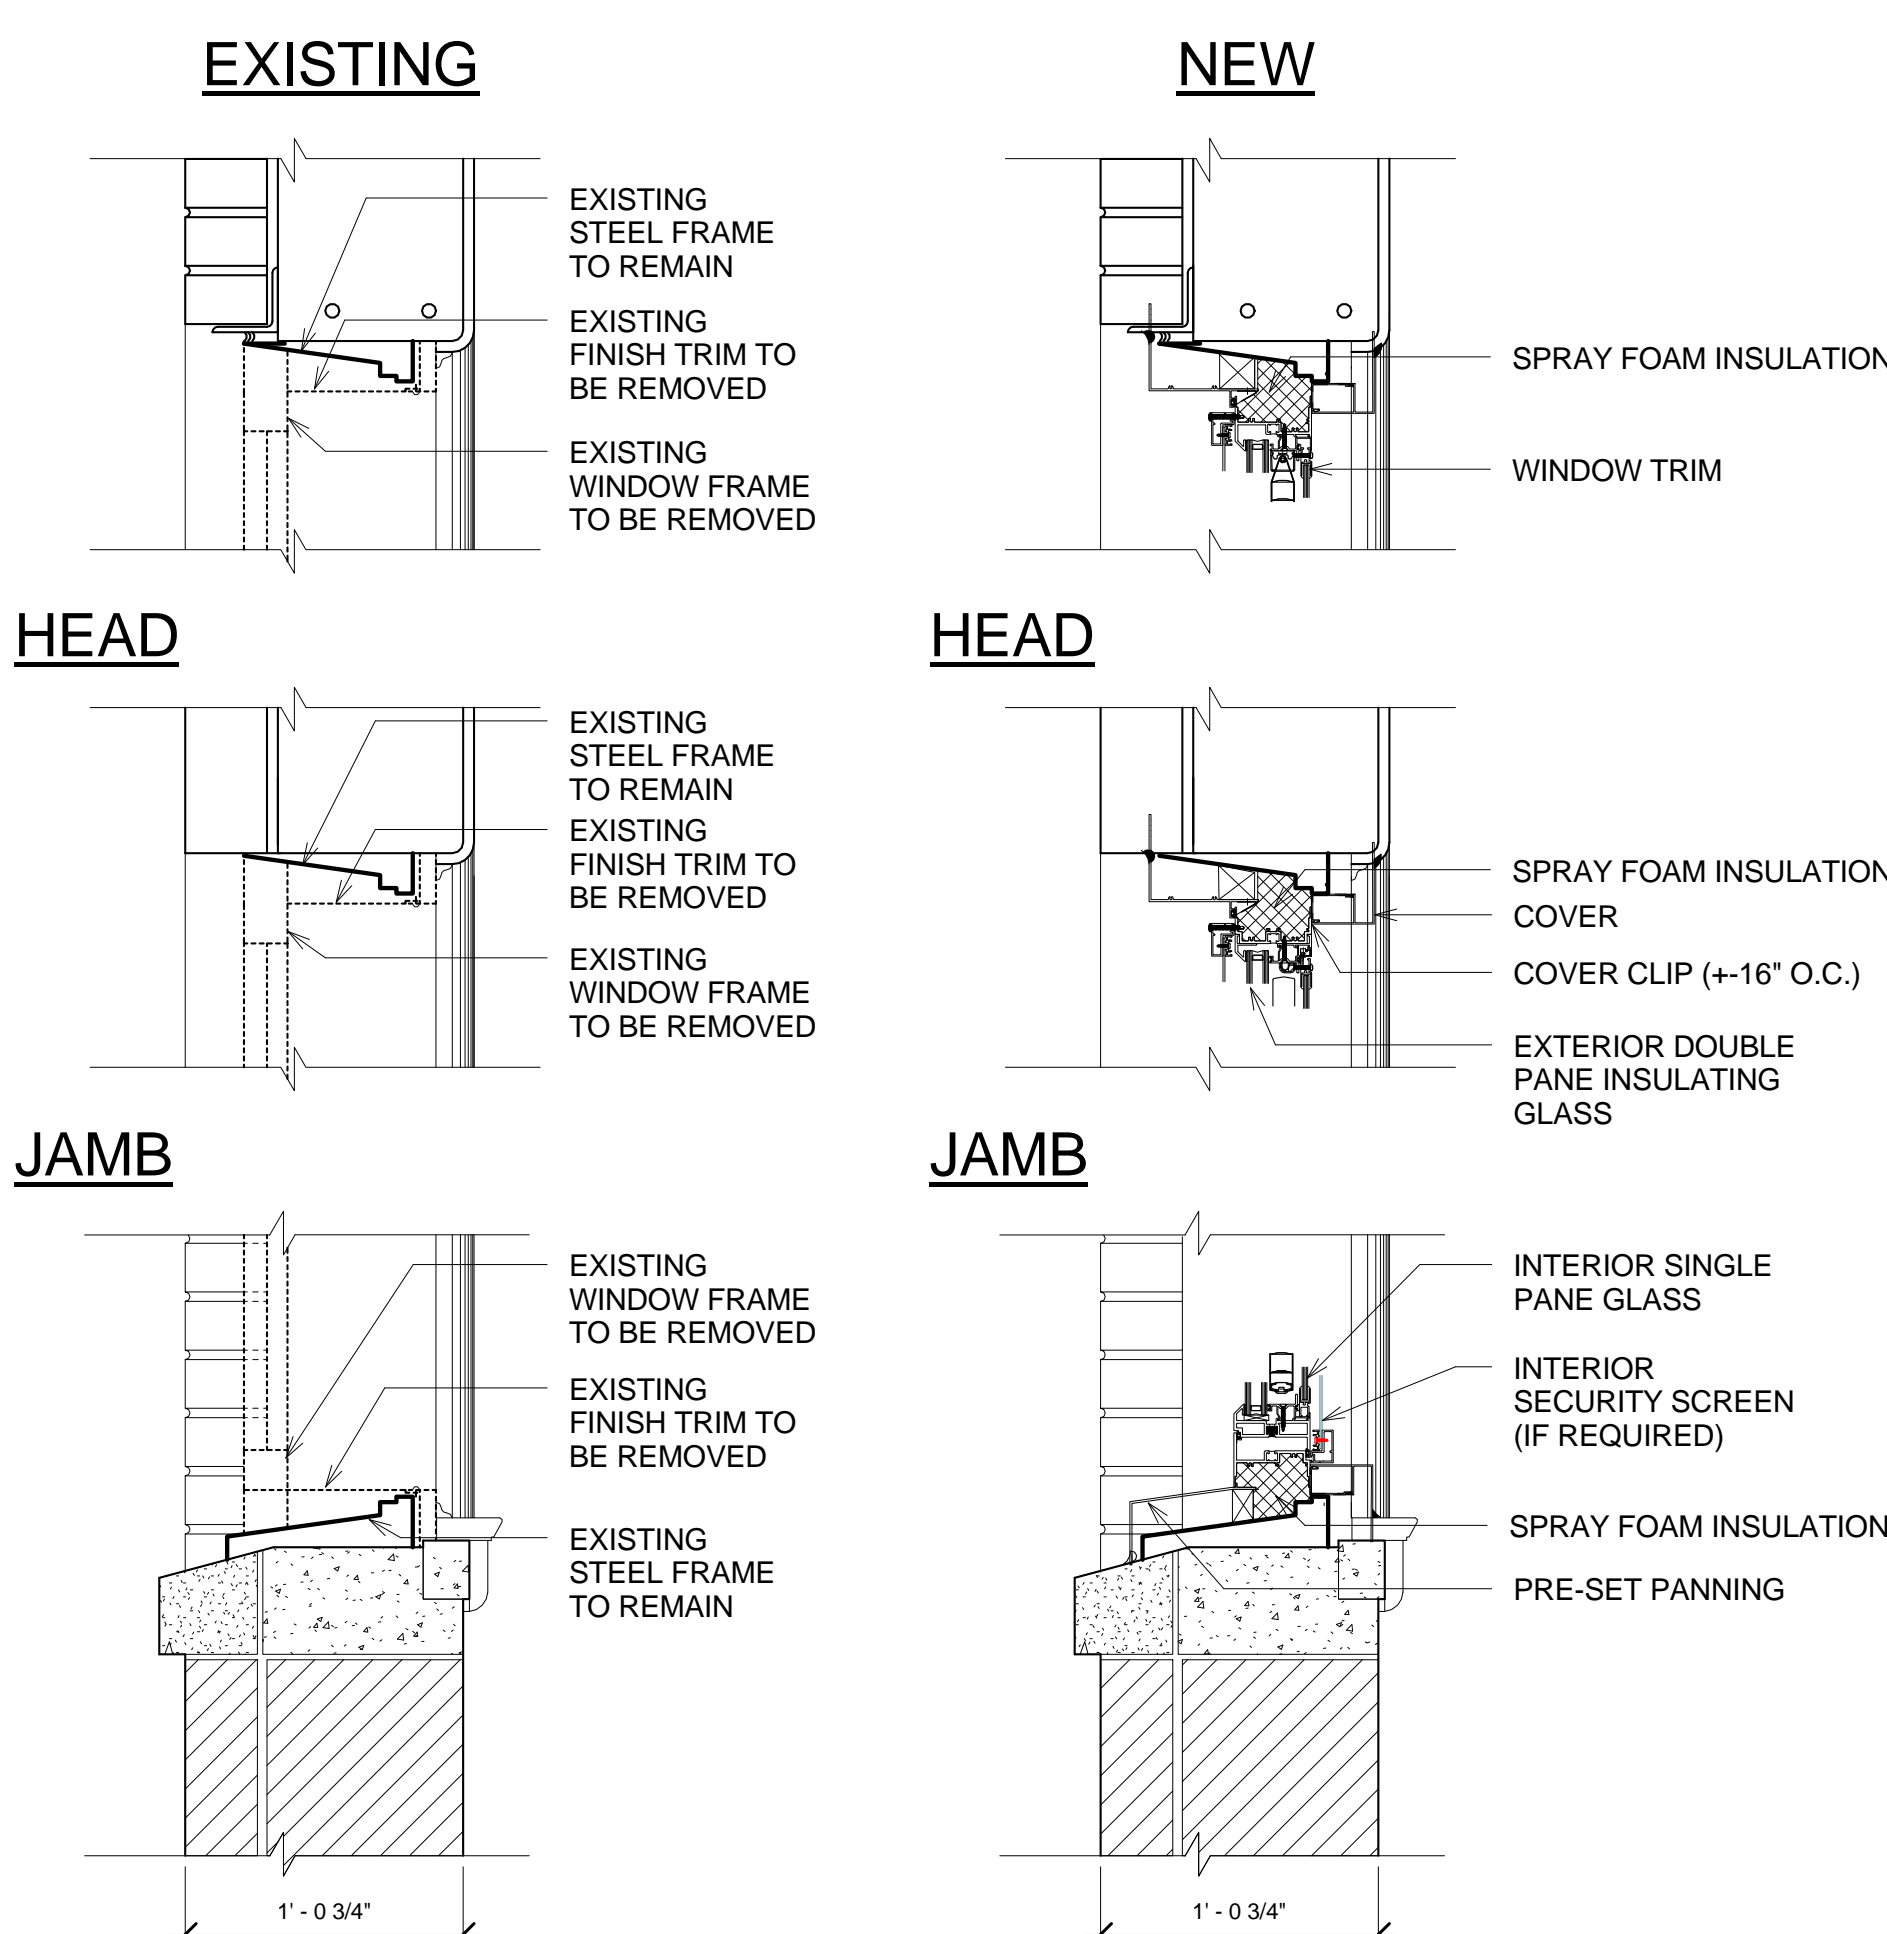 EXISTING
NEW
EXISTING
STEEL FRAME
TO REMAIN
EXISTING
FINISH TRIM TO
BE REMOVED
EXISTING
WINDOW FRAME
TO BE REMOVED
SPRAY FOAM INSULATION
WINDOW TRIM
HEAD
HEAD
EXISTING
STEEL FRAME
TO REMAIN
EXISTING
FINISH TRIM TO
BE REMOVED
EXISTING
WINDOW FRAME
TO BE REMOVED
SPRAY FOAM INSULATION
COVER
COVER CLIP (+-16" O.C.)
EXTERIOR DOUBLE
PANE INSULATING
GLASS
JAMB
JAMB
EXISTING
WINDOW FRAME
TO BE REMOVED
EXISTING
FINISH TRIM TO
BE REMOVED
EXISTING
STEEL FRAME
TO REMAIN
INTERIOR SINGLE
PANE GLASS
INTERIOR
SECURITY SCREEN
(IF REQUIRED)
SPRAY FOAM INSULATION
PRE-SET PANNING
1' - 0 3/4"
1' - 0 3/4"